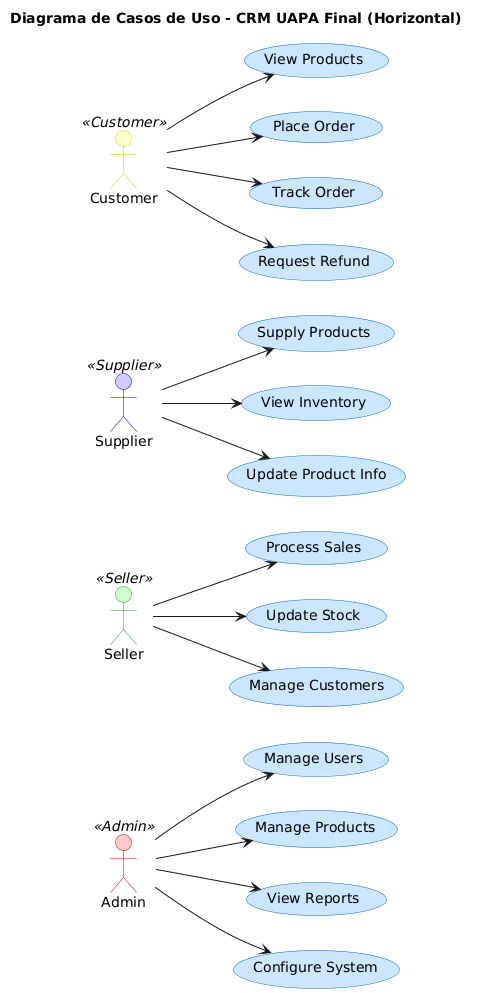 Diagrama de Casos de Uso - CRM UAPA Final (Horizontal)
View Products
Place Order
«Customer»
Track Order
Customer
Request Refund
Supply Products
«Supplier»
View Inventory
Supplier
Update Product Info
Process Sales
«Seller»
Update Stock
Seller
Manage Customers
Manage Users
«Admin»
Manage Products
View Reports
Admin
Configure System